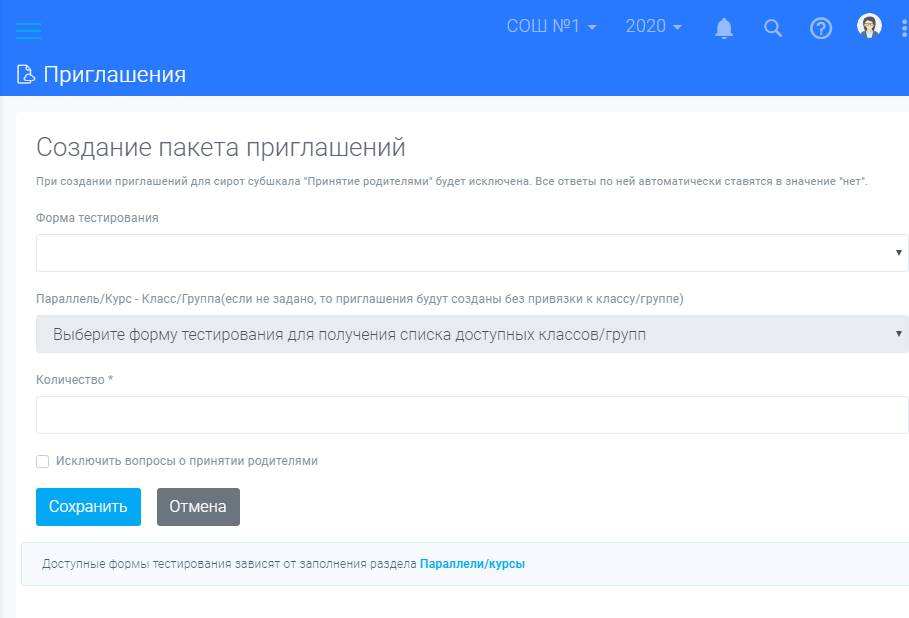 СОШ №1 2020
Приглашения
Создание пакета приглашений
При создании приглашений для сирот субшкала "Принятие родителями" будет исключена. Все ответы по ней автоматически ставятся в значение "нет".
Форма тестирования
Параллель/Курс - Класс/Группа(если не задано, то приглашения будут созданы без привязки к классу/группе)
Выберите форму тестирования для получения списка доступных классов/групп
Количество *
Исключить вопросы о принятии родителями
Сохранить Отмена
Доступные формы тестирования зависят от заполнения раздела Параллели/курсы